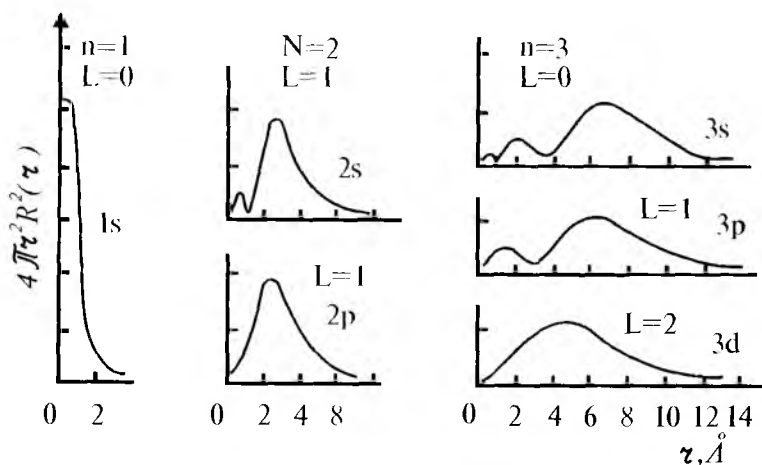 n=1
L=0
4πr²R²(r)
1s
0 2
N=2
L=1
2s
L=1
2p
0 2 4 8
n=3
L=0
3s
L=1
3p
L=2
3d
0 2 4 6 8 10 12 14
r, Å